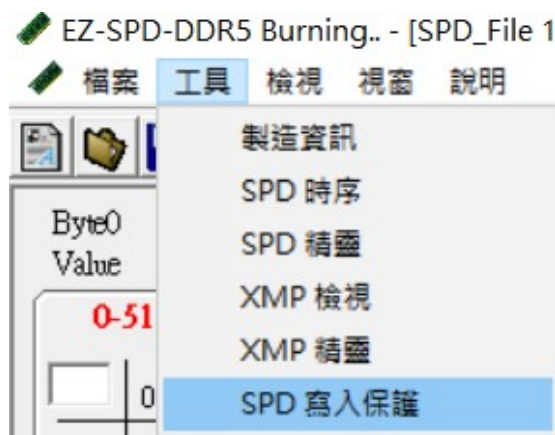 EZ-SPD-DDR5 Burning.. - [SPD_File 1
檔案 工具 檢視 視窗 說明
製造資訊
SPD 時序
Byte0
SPD 精靈
Value
XMP 檢視
0-51
XMP 精靈
0
SPD 寫入保護